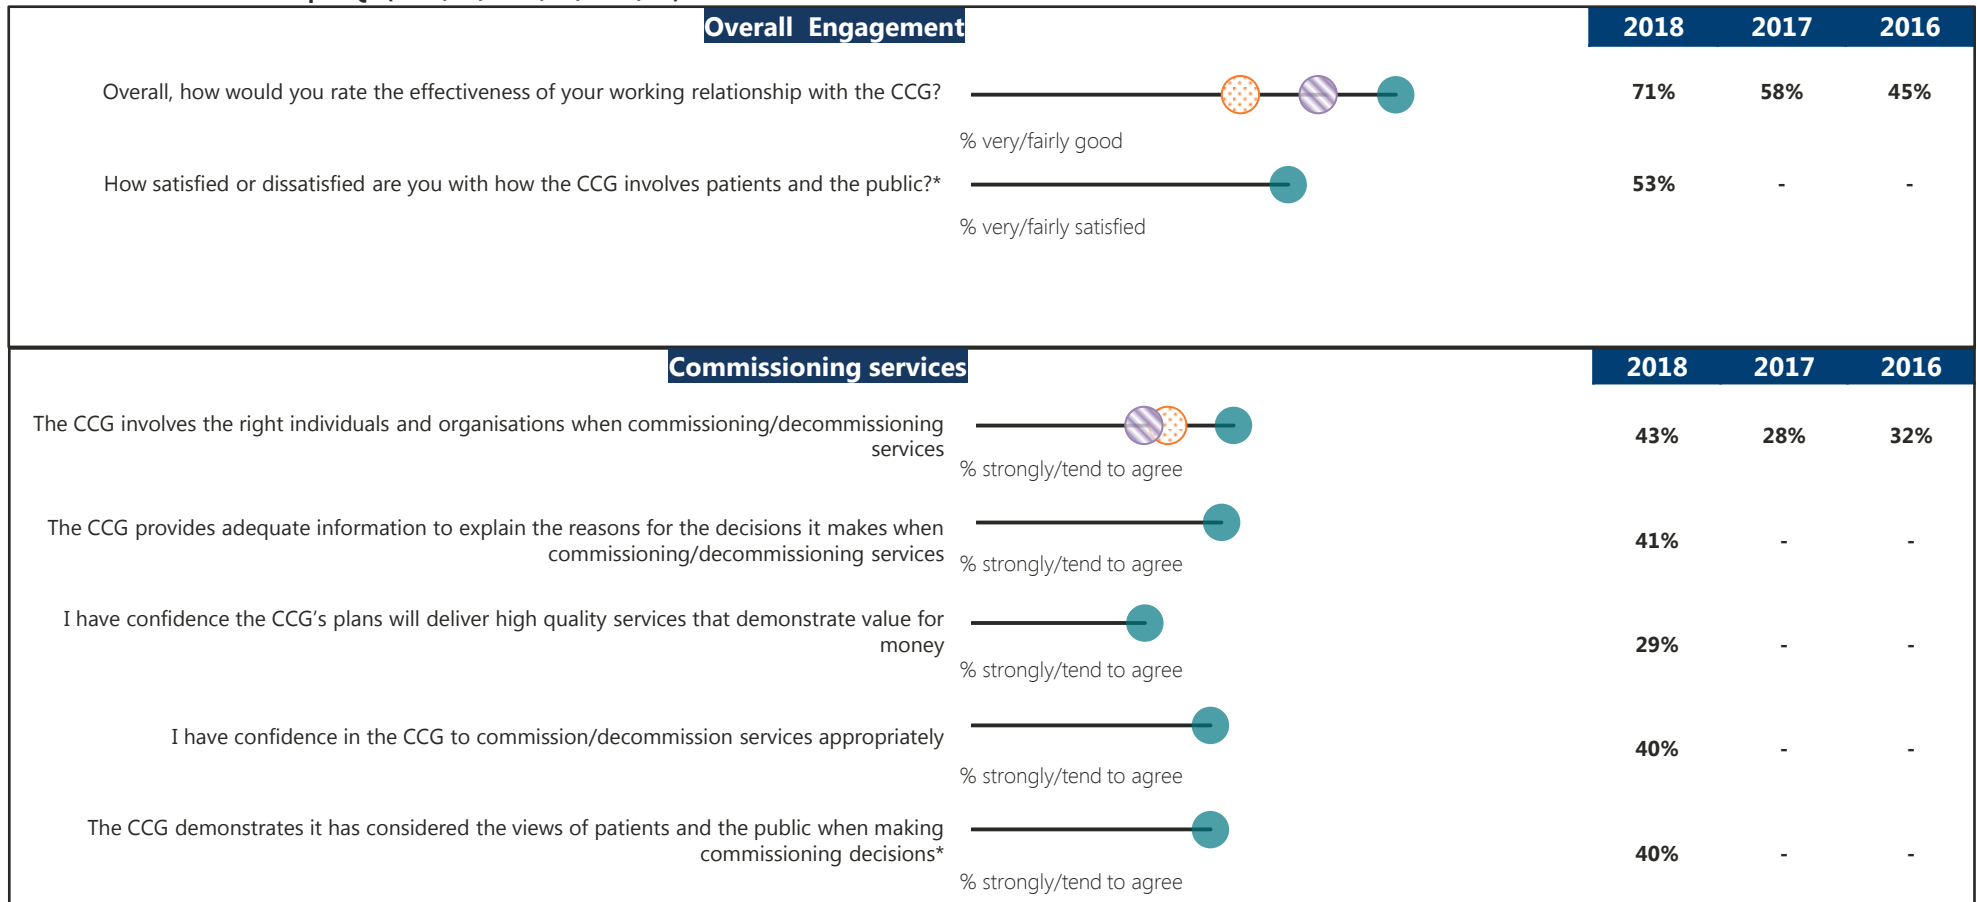 Overall Engagement 2018 2017 2016
Overall, how would you rate the effectiveness of your working relationship with the CCG? 71% 58% 45%
% very/fairly good
How satisfied or dissatisfied are you with how the CCG involves patients and the public?* 53% - -
% very/fairly satisfied
Commissioning services 2018 2017 2016
The CCG involves the right individuals and organisations when commissioning/decommissioning
services 43% 28% 32%
% strongly/tend to agree
The CCG provides adequate information to explain the reasons for the decisions it makes when
commissioning/decommissioning services 41% - -
% strongly/tend to agree
I have confidence the CCG’s plans will deliver high quality services that demonstrate value for
money 29% - -
% strongly/tend to agree
I have confidence in the CCG to commission/decommission services appropriately 40% - -
% strongly/tend to agree
The CCG demonstrates it has considered the views of patients and the public when making
commissioning decisions* 40% - -
% strongly/tend to agree